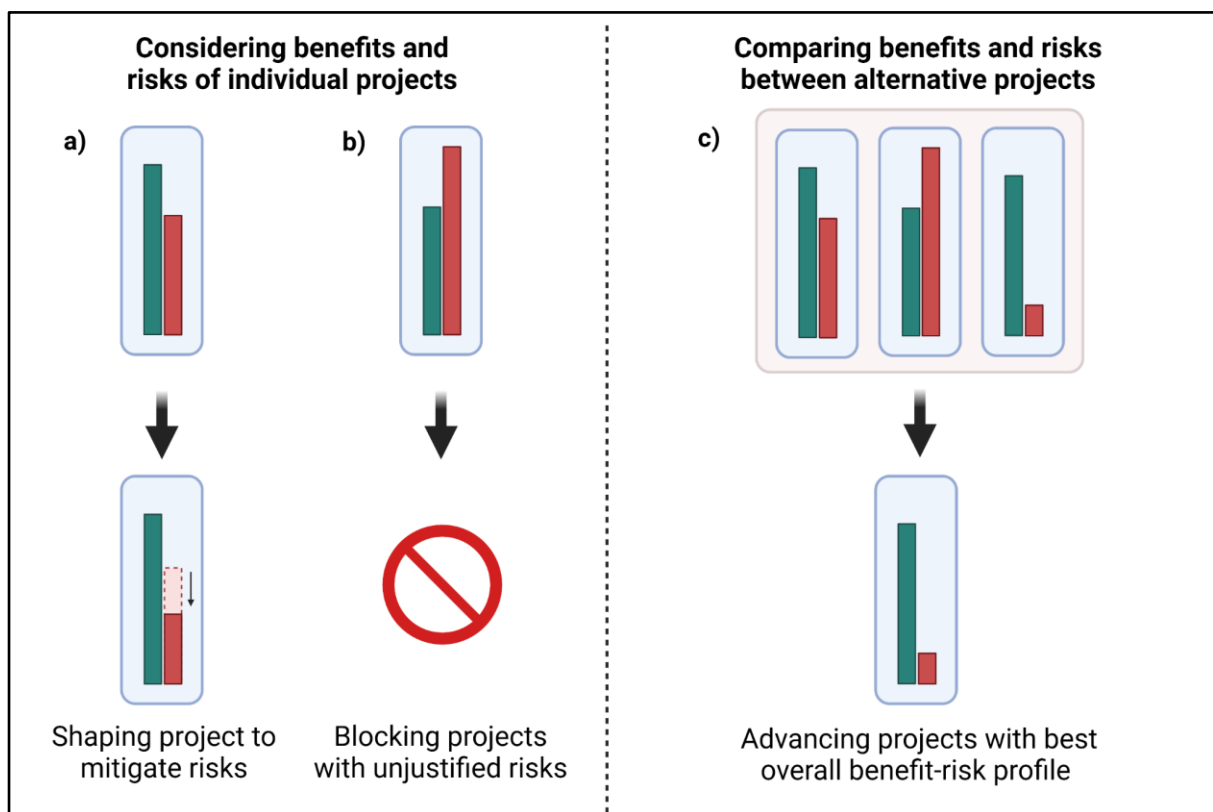 Considering benefits and
risks of individual projects
a)
b)
Shaping project to
mitigate risks
Blocking projects
with unjustified risks
Comparing benefits and risks
between alternative projects
c)
Advancing projects with best
overall benefit-risk profile